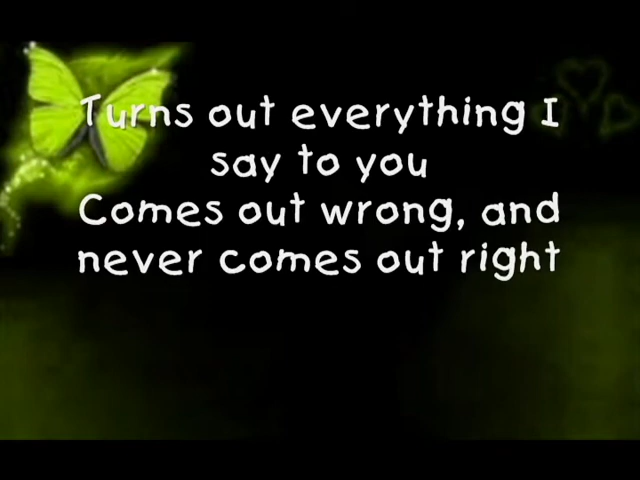 Turns out everything I
say to you
Comes out wrong, and
never comes out right